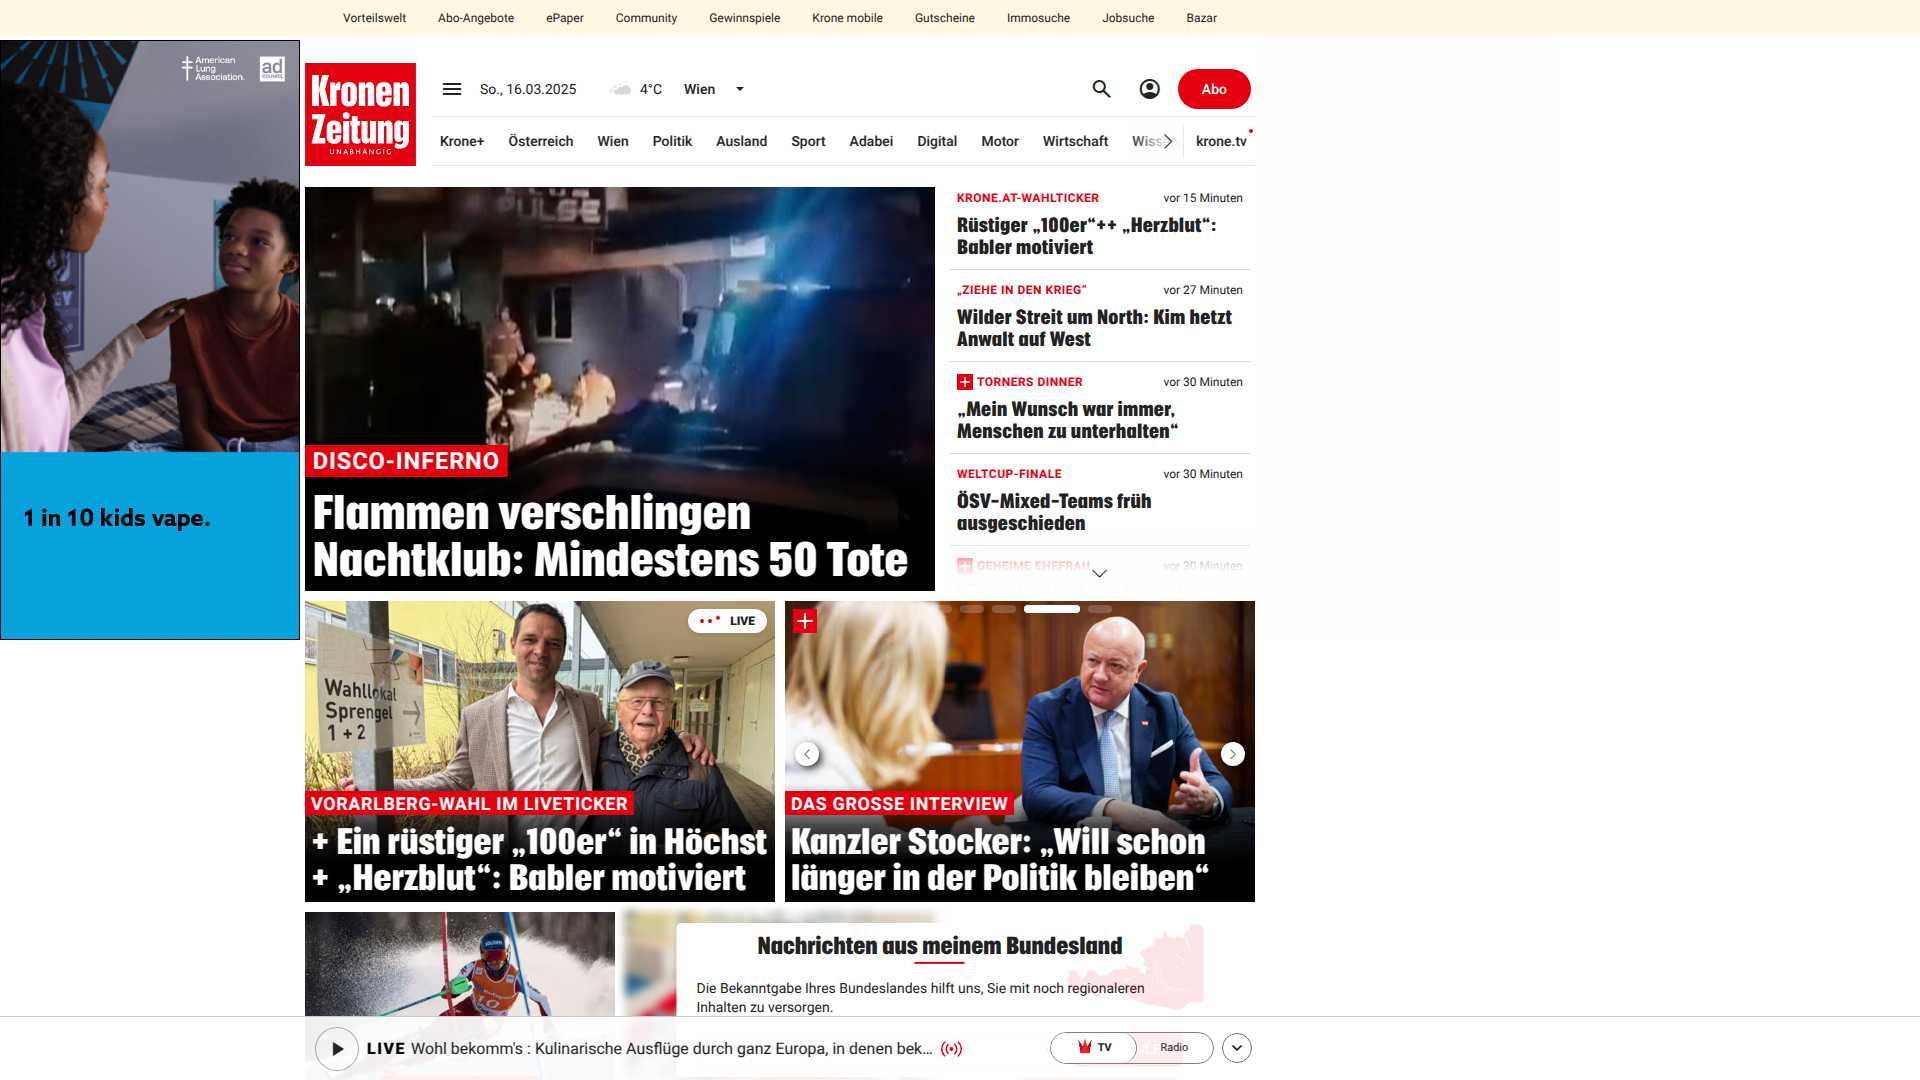 Vorteilswelt
Abo-Angebote
ePaper
Community
Gewinnspiele
Krone mobile
Gutscheine
Immosuche
Jobsuche
Bazar
American
Lung
Association.
ad
COUNCIL
1 in 10 kids vape.
Kronen
Zeitung
UNABHÄNGIG
So., 16.03.2025
4°C
Wien
Abo
Krone+
Österreich
Wien
Politik
Ausland
Sport
Adabei
Digital
Motor
Wirtschaft
krone.tv
PULSE
DISCO-INFERNO
Flammen verschlingen
Nachtklub: Mindestens 50 Tote
KRONE.AT-WAHLTICKER
vor 15 Minuten
Rüstiger „100er“++ „Herzblut“:
Babler motiviert
„ZIEHE IN DEN KRIEG“
vor 27 Minuten
Wilder Streit um North: Kim hetzt
Anwalt auf West
TORNERS DINNER
vor 30 Minuten
„Mein Wunsch war immer,
Menschen zu unterhalten“
WELTCUP-FINALE
vor 30 Minuten
ÖSV-Mixed-Teams früh
ausgeschieden
GEHEIME EHEFRAU
vor 30 Minuten
Wahllokal
Sprengel
1 + 2
LIVE
VORARLBERG-WAHL IM LIVETICKER
+ Ein rüstiger „100er“ in Höchst
+ „Herzblut“: Babler motiviert
DAS GROSSE INTERVIEW
Kanzler Stocker: „Will schon
länger in der Politik bleiben“
10
Nachrichten aus meinem Bundesland
Die Bekanntgabe Ihres Bundeslandes hilft uns, Sie mit noch regionaleren
Inhalten zu versorgen.
LIVE Wohl bekomm's : Kulinarische Ausflüge durch ganz Europa, in denen bek...
TV
Radio